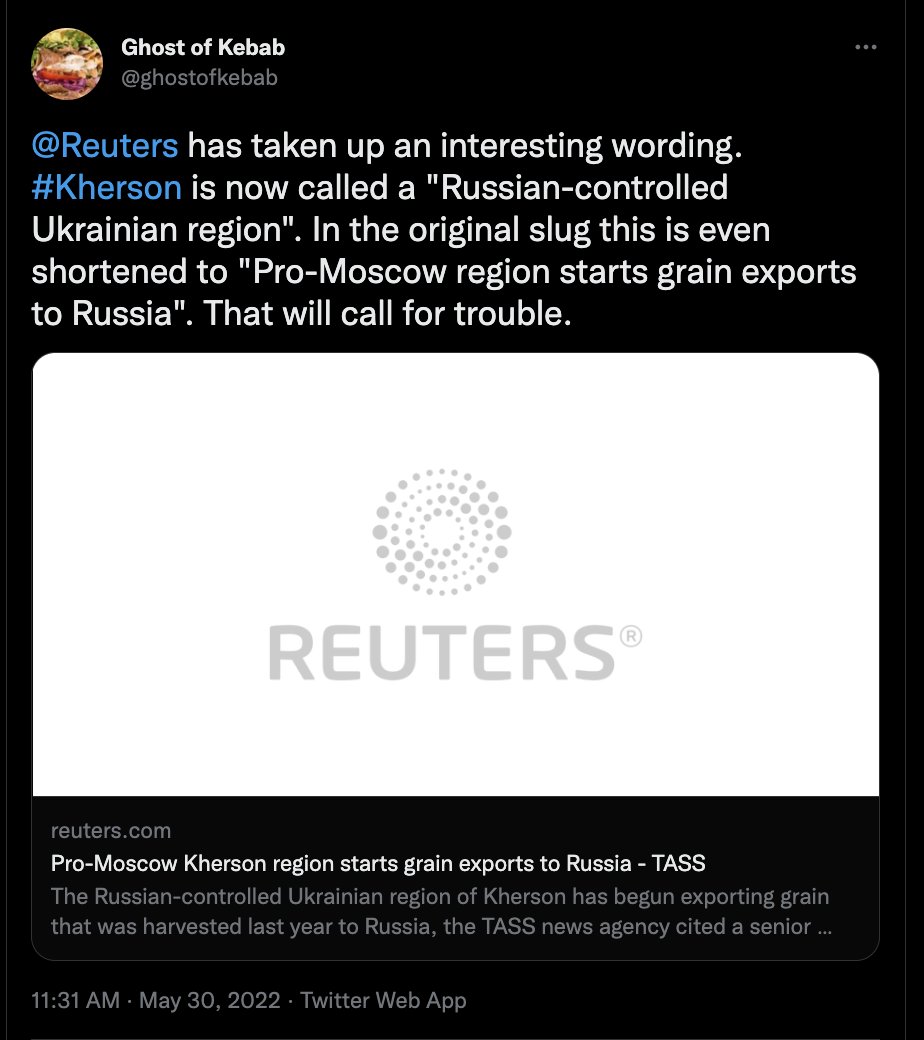 Ghost of Kebab
@ghostofkebab
@Reuters has taken up an interesting wording.
#Kherson is now called a "Russian-controlled
Ukrainian region". In the original slug this is even
shortened to "Pro-Moscow region starts grain exports
to Russia". That will call for trouble.
REUTERS®
reuters.com
Pro-Moscow Kherson region starts grain exports to Russia - TASS
The Russian-controlled Ukrainian region of Kherson has begun exporting grain
that was harvested last year to Russia, the TASS news agency cited a senior ...
11:31 AM · May 30, 2022 · Twitter Web App